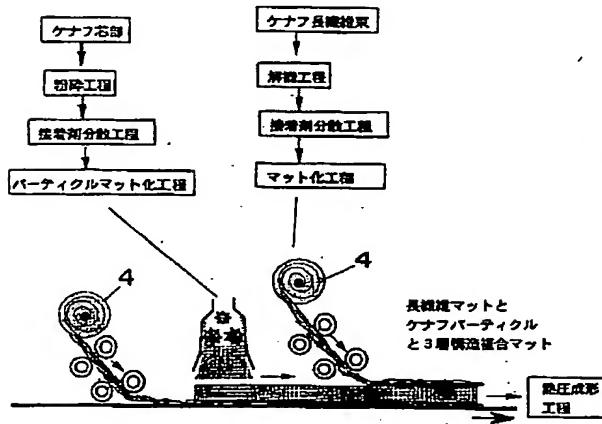 ケナフ芯部
粉砕工程
接着剤分散工程
パーティクルマット化工程
ケナフ長繊維束
解繊工程
接着剤分散工程
マット化工程
4
4
長繊維マットと
ケナフパーティクル
と3層構造複合マット
熱圧成形
工程